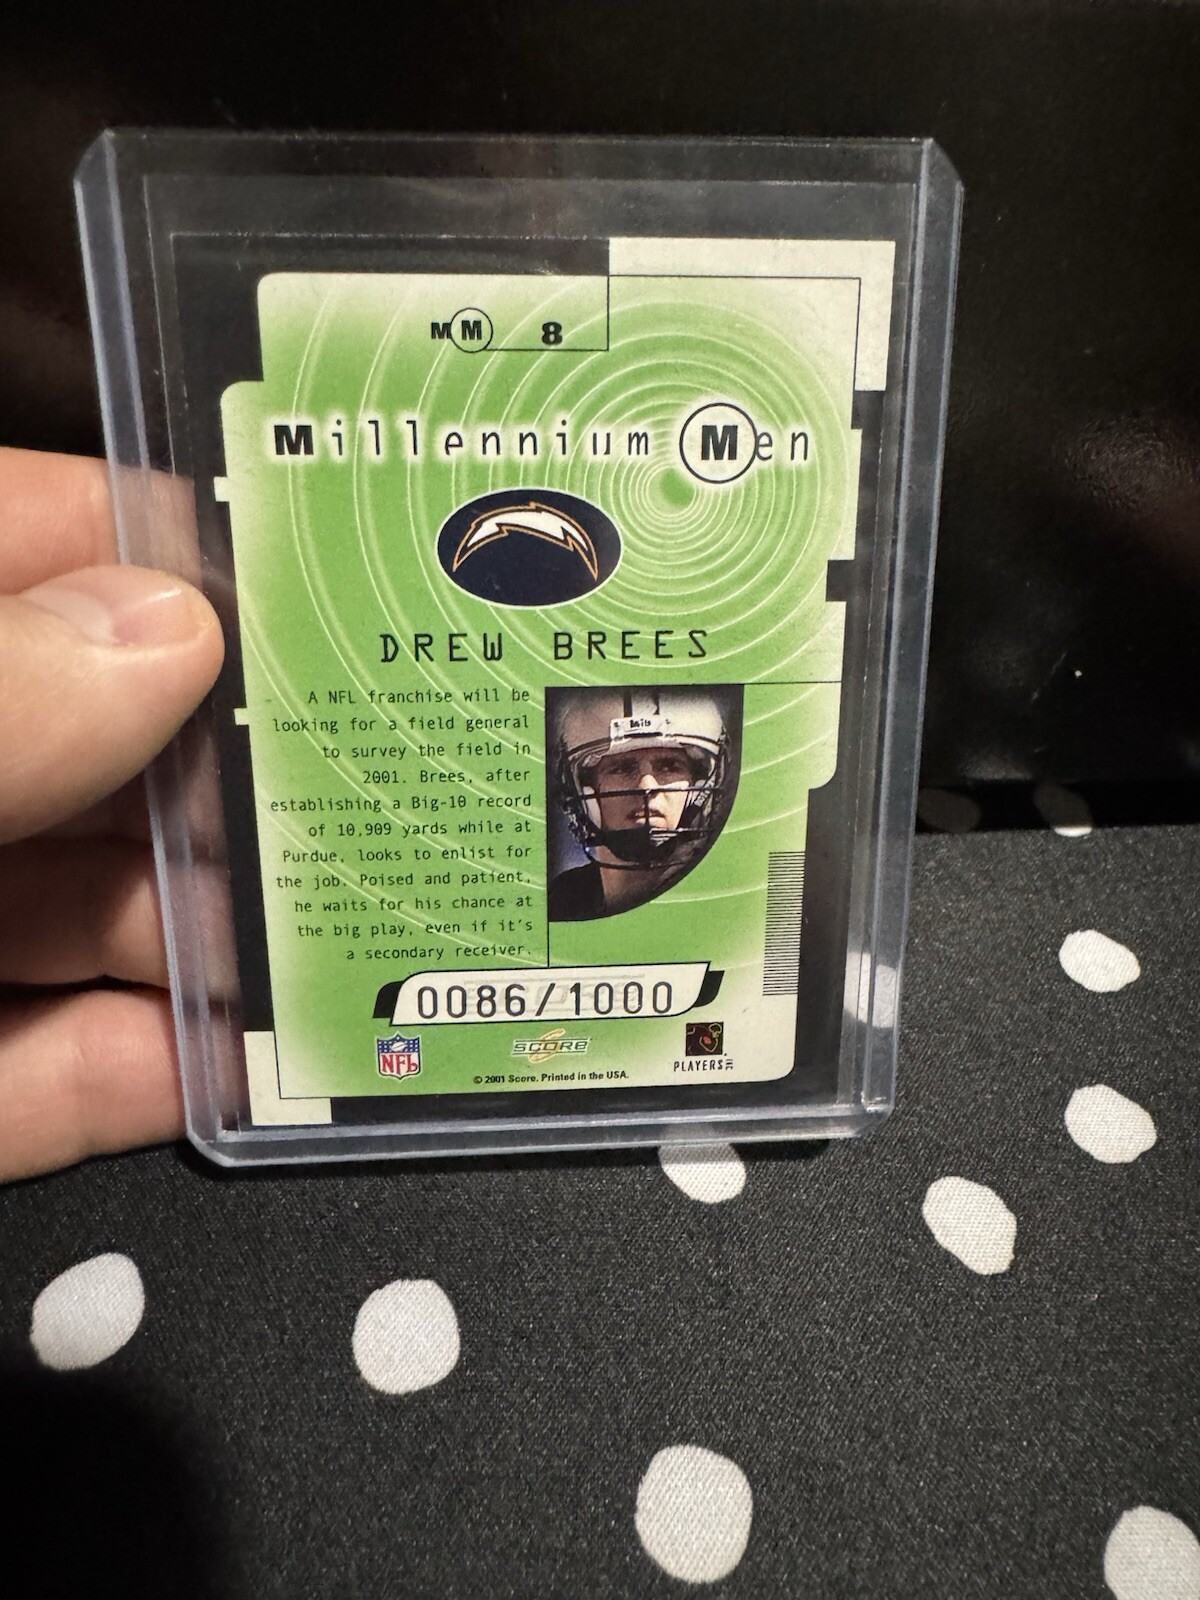 MM 8
Millennium Men
DREW BREES
A NFL franchise will be
looking for a field general
to survey the field in
2001. Brees, after
establishing a Big-10 record
of 10,909 yards while at
Purdue, looks to enlist for
the job. Poised and patient,
he waits for his chance at
the big play, even if it's
a secondary receiver.
0086/1000
NFL
SCORE
PLAYERS INC
© 2001 Score. Printed in the USA.